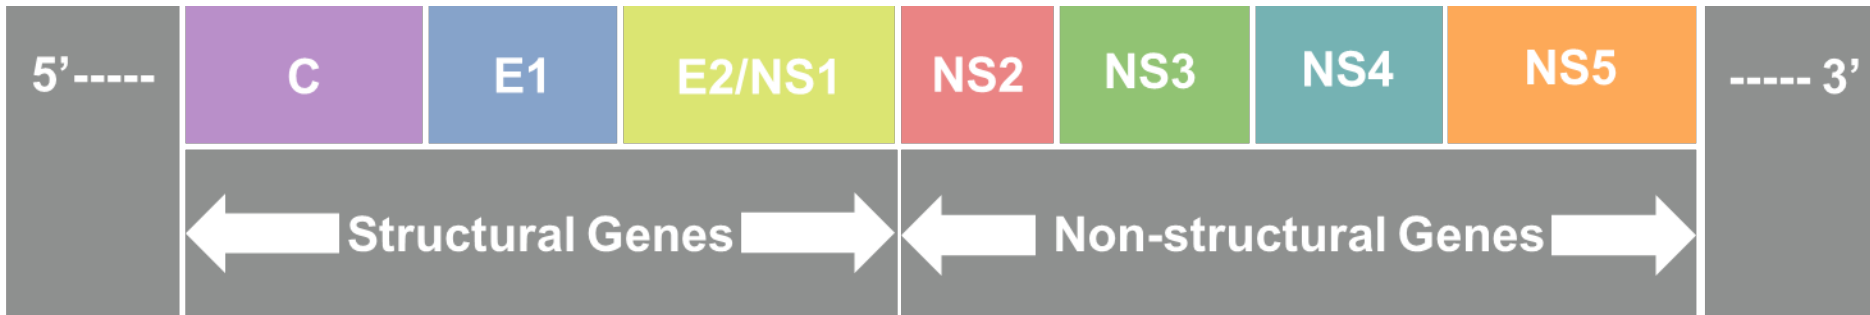 5’----- C E1 E2/NS1 NS2 NS3 NS4 NS5 ----- 3’
Structural Genes Non-structural Genes